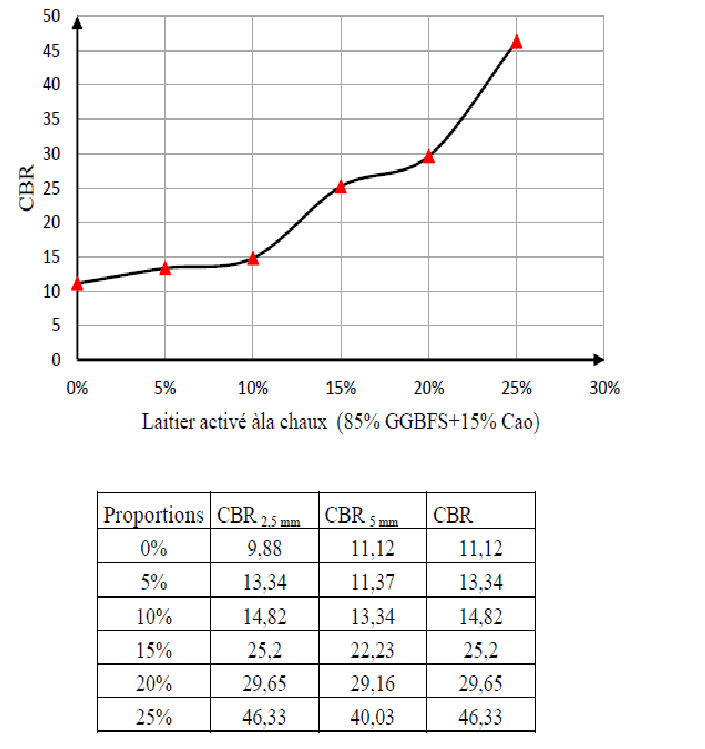 50
45
40
35
30
25
20
15
10
5
0
CBR
0% 5% 10% 15% 20% 25% 30%
Laitier activé àla chaux (85% GGBFS+15% Cao)
Proportions CBR 2,5 mm CBR 5 mm CBR
0% 9,88 11,12 11,12
5% 13,34 11,37 13,34
10% 14,82 13,34 14,82
15% 25,2 22,23 25,2
20% 29,65 29,16 29,65
25% 46,33 40,03 46,33